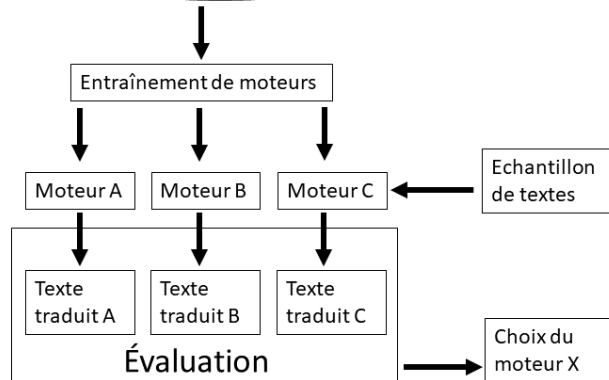 Entraînement de moteurs
Moteur A
Moteur B
Moteur C
Echantillon
de textes
Texte
traduit A
Texte
traduit B
Texte
traduit C
Évaluation
Choix du
moteur X